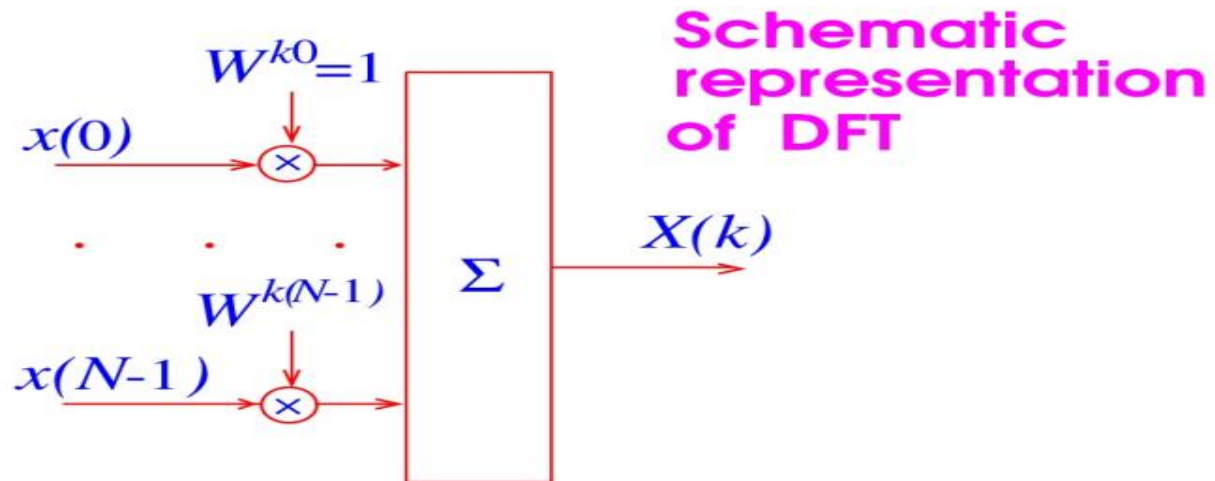 Schematic
representation
of DFT
W^{k0}=1
x(0)
×
. . .
Σ
X(k)
W^{k(N-1)}
x(N-1)
×